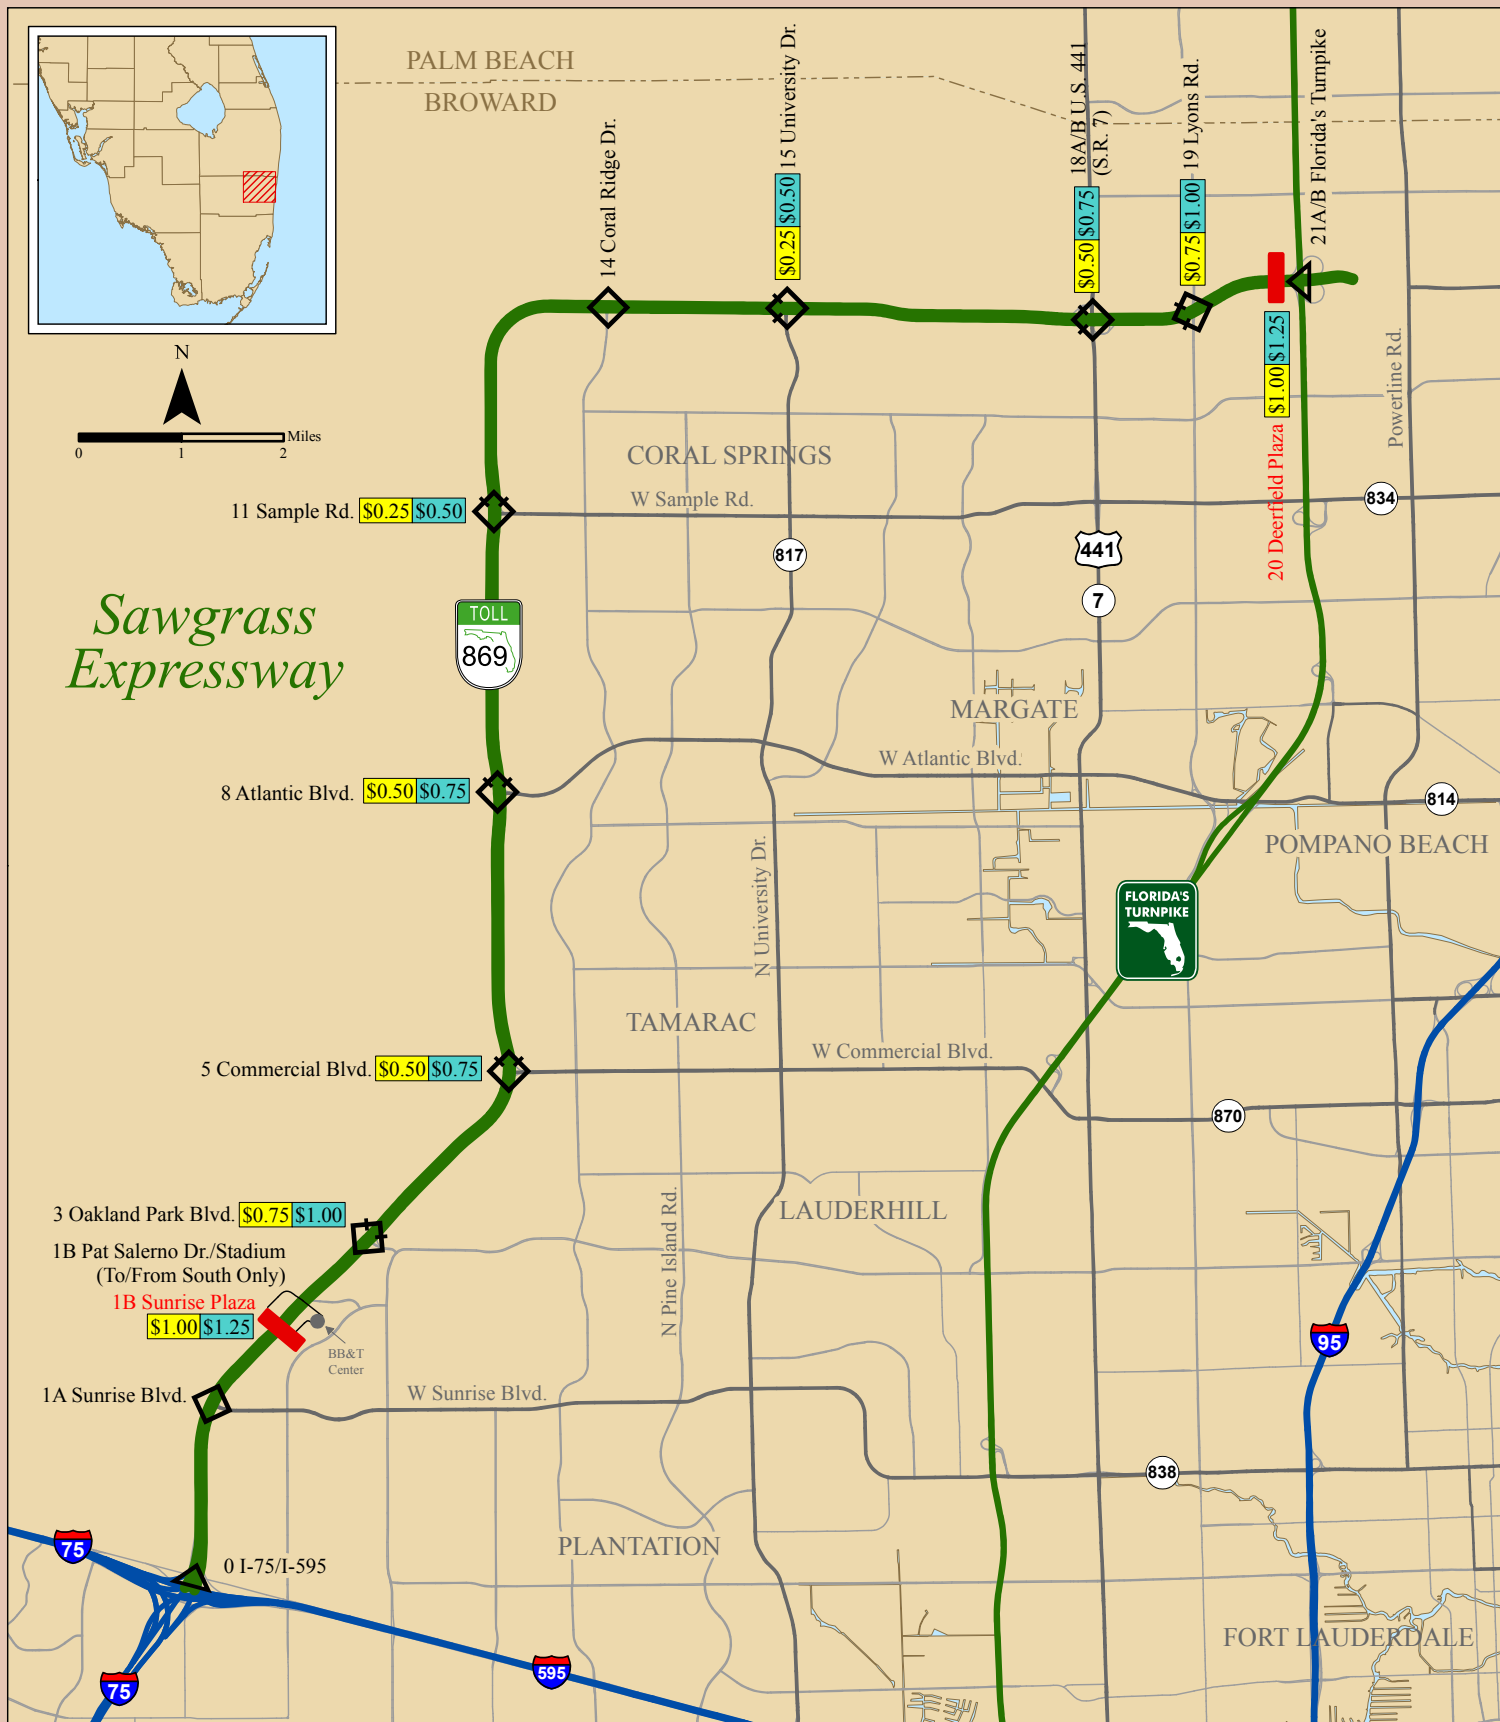 PALM BEACH
BROWARD
14 Coral Ridge Dr.
15 University Dr.
$0.25 $0.50
18A/B U.S. 441
(S.R. 7)
$0.50 $0.75
19 Lyons Rd.
$0.75 $1.00
21A/B Florida's Turnpike
20 Deerfield Plaza
$1.00 $1.25
Powerline Rd.
N
Miles
0 1 2
CORAL SPRINGS
11 Sample Rd. $0.25 $0.50
W Sample Rd.
834
817
441
7
Sawgrass
Expressway
TOLL
869
MARGATE
W Atlantic Blvd.
8 Atlantic Blvd. $0.50 $0.75
814
POMPANO BEACH
N University Dr.
FLORIDA'S
TURNPIKE
TAMARAC
W Commercial Blvd.
5 Commercial Blvd. $0.50 $0.75
870
3 Oakland Park Blvd. $0.75 $1.00
LAUDERHILL
N Pine Island Rd.
1B Pat Salerno Dr./Stadium
(To/From South Only)
1B Sunrise Plaza
$1.00 $1.25
BB&T
Center
95
1A Sunrise Blvd.
W Sunrise Blvd.
838
75
PLANTATION
0 I-75/I-595
FORT LAUDERDALE
595
75